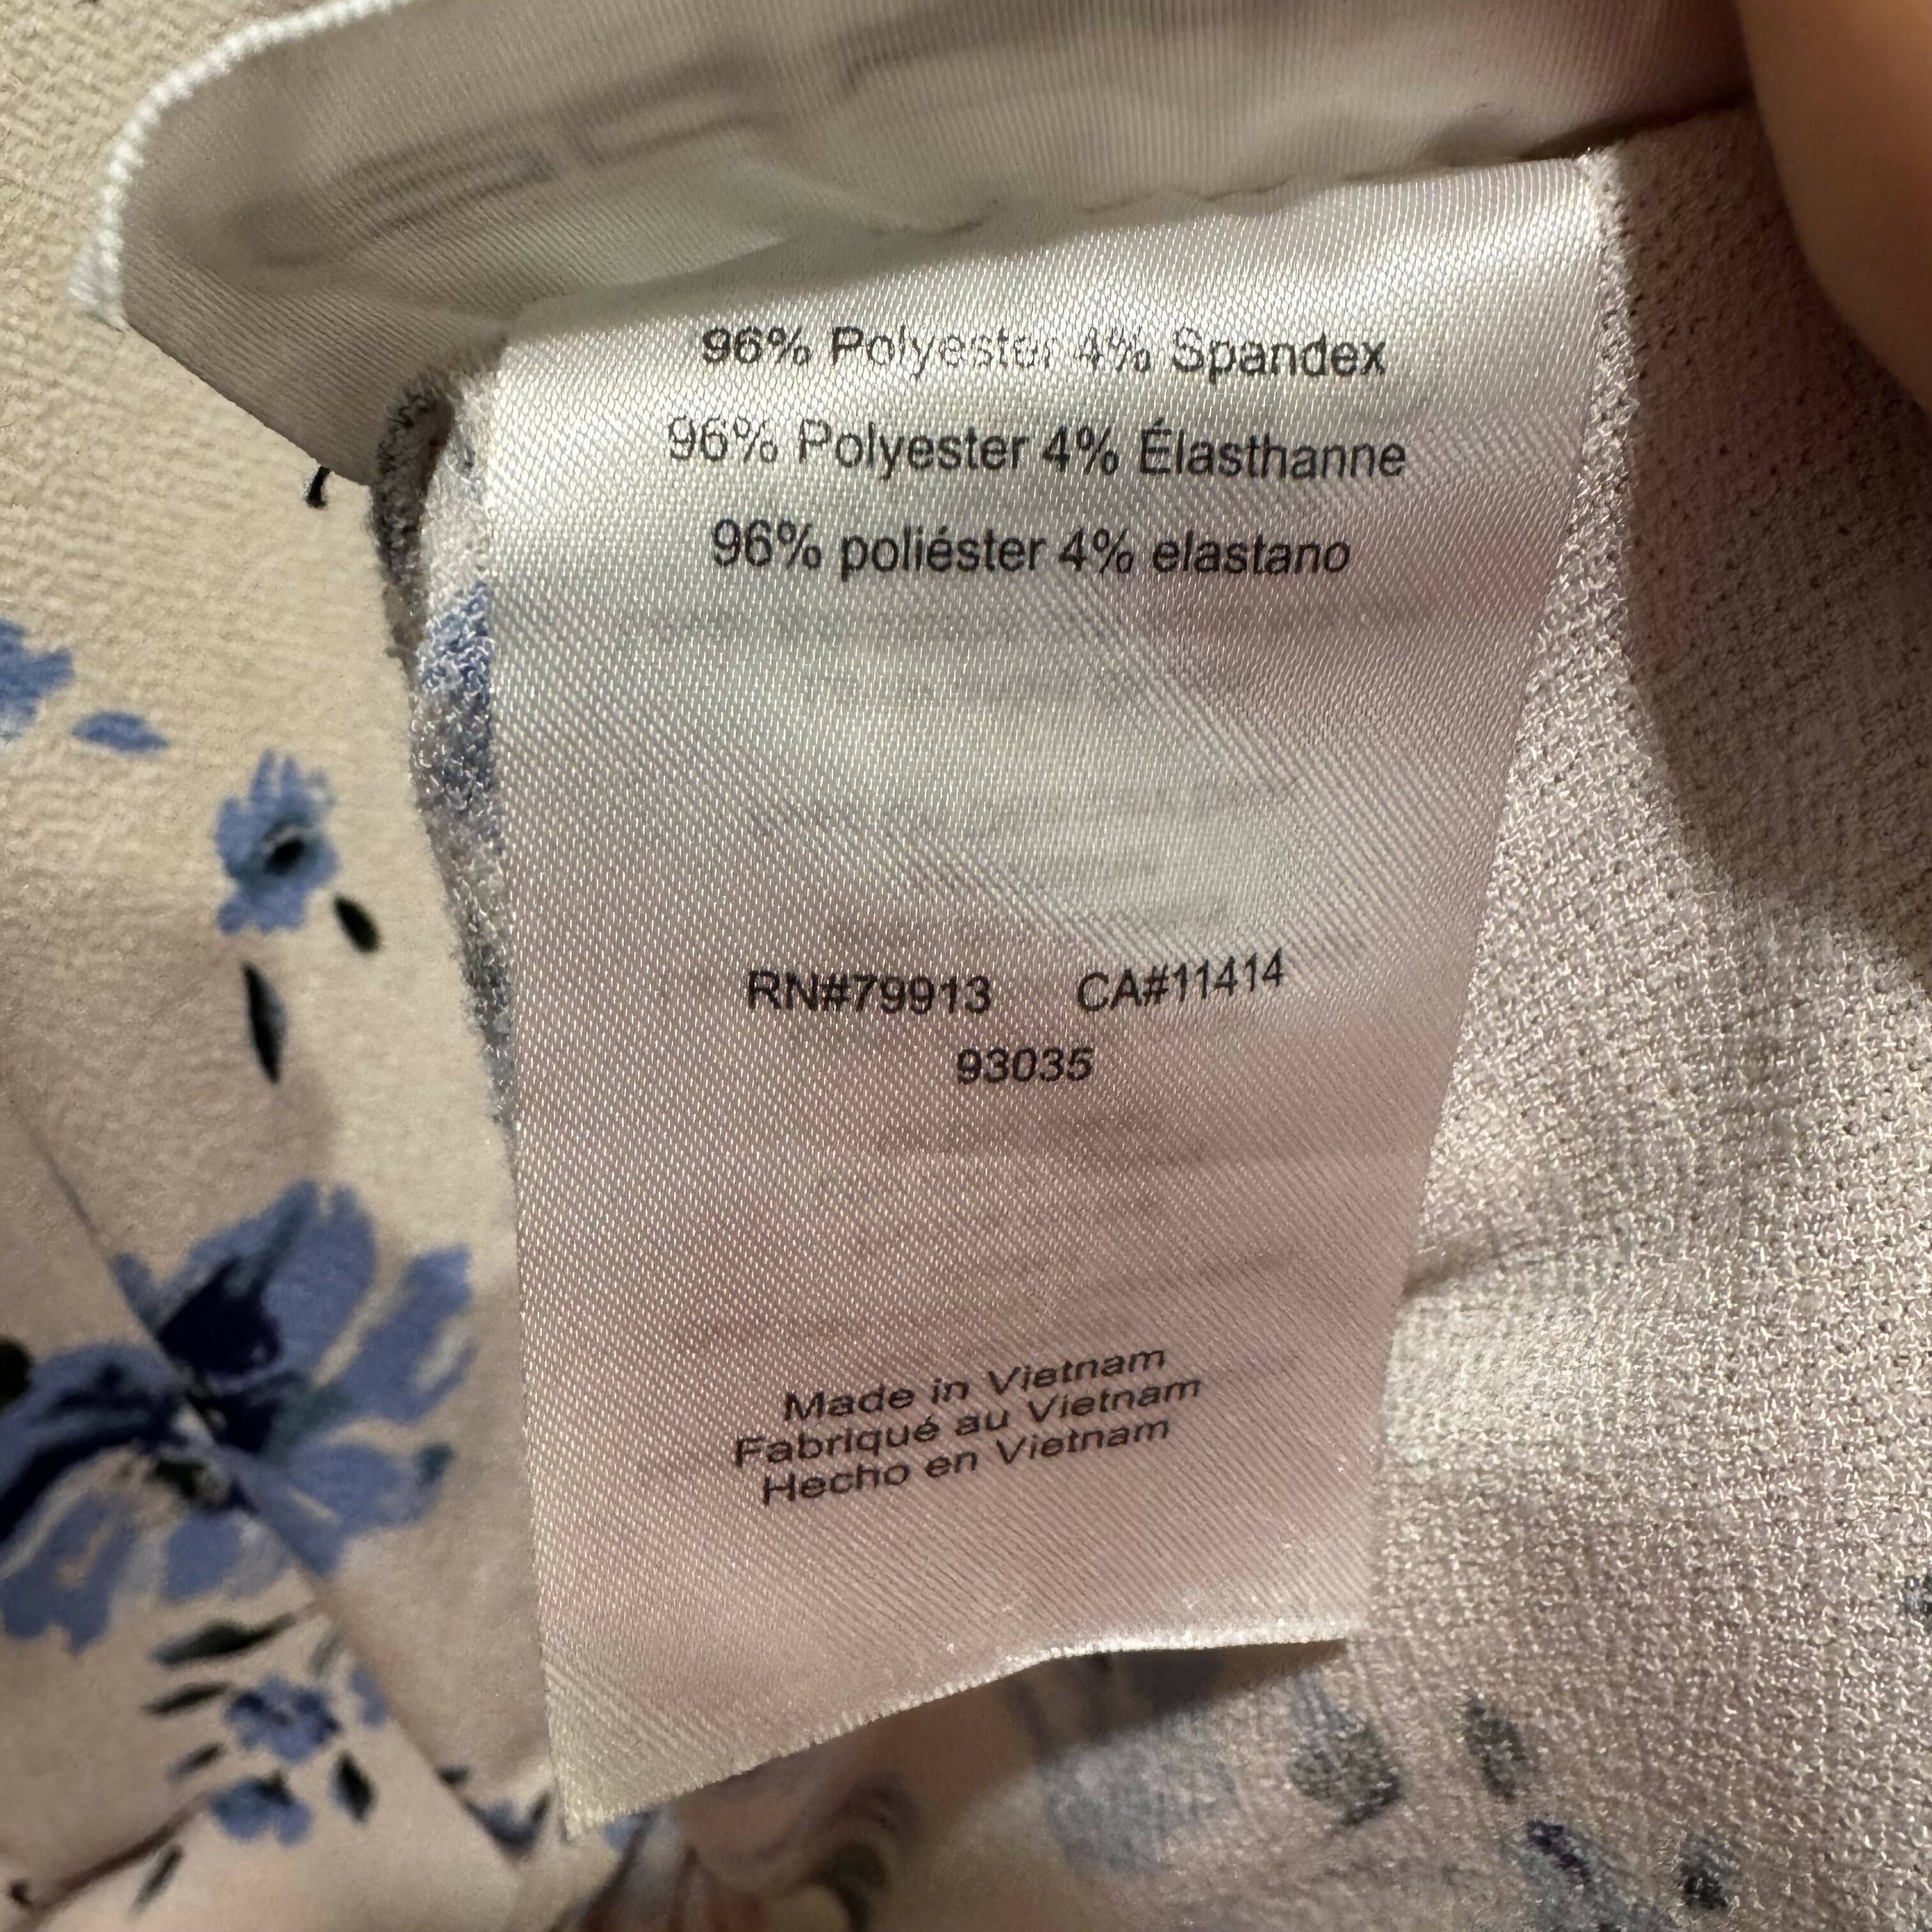 96% Polyester 4% Spandex
96% Polyester 4% Élasthanne
96% poliéster 4% elastano
RN#79913 CA#11414
93035
Made in Vietnam
Fabriqué au Vietnam
Hecho en Vietnam